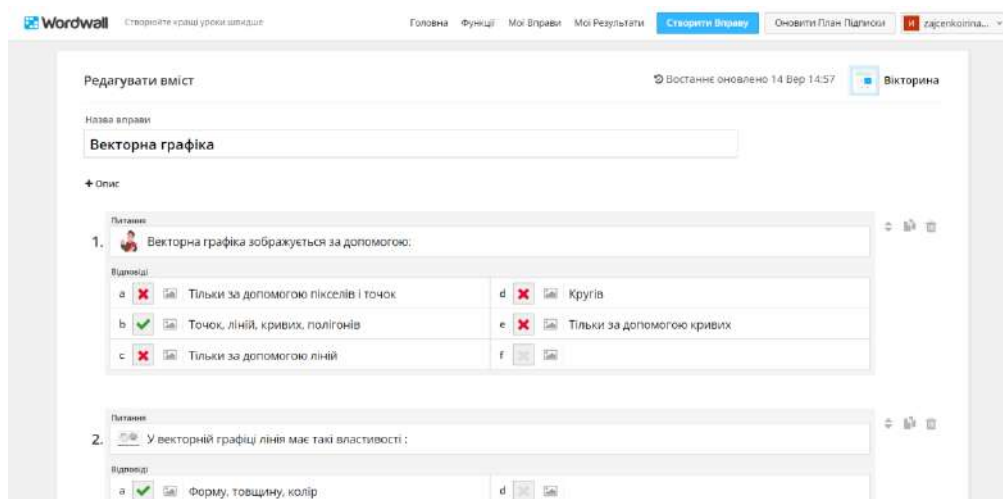 Wordwall Створюйте кращі уроки швидше Головна Функції Мої Вправи Мої Результати Створити Вправу Оновити План Підписки И zajcenkoirina...
Редагувати вміст Востаннє оновлено 14 Вер 14:57 Вікторина
Назва вправи
Векторна графіка
+ Опис
Питання
1. Векторна графіка зображується за допомогою:
Відповіді
a Тільки за допомогою пікселів і точок d Кругів
b Точок, ліній, кривих, полігонів e Тільки за допомогою кривих
c Тільки за допомогою ліній f
Питання
2. У векторній графіці лінія має такі властивості :
Відповіді
a Форму, товщину, колір d